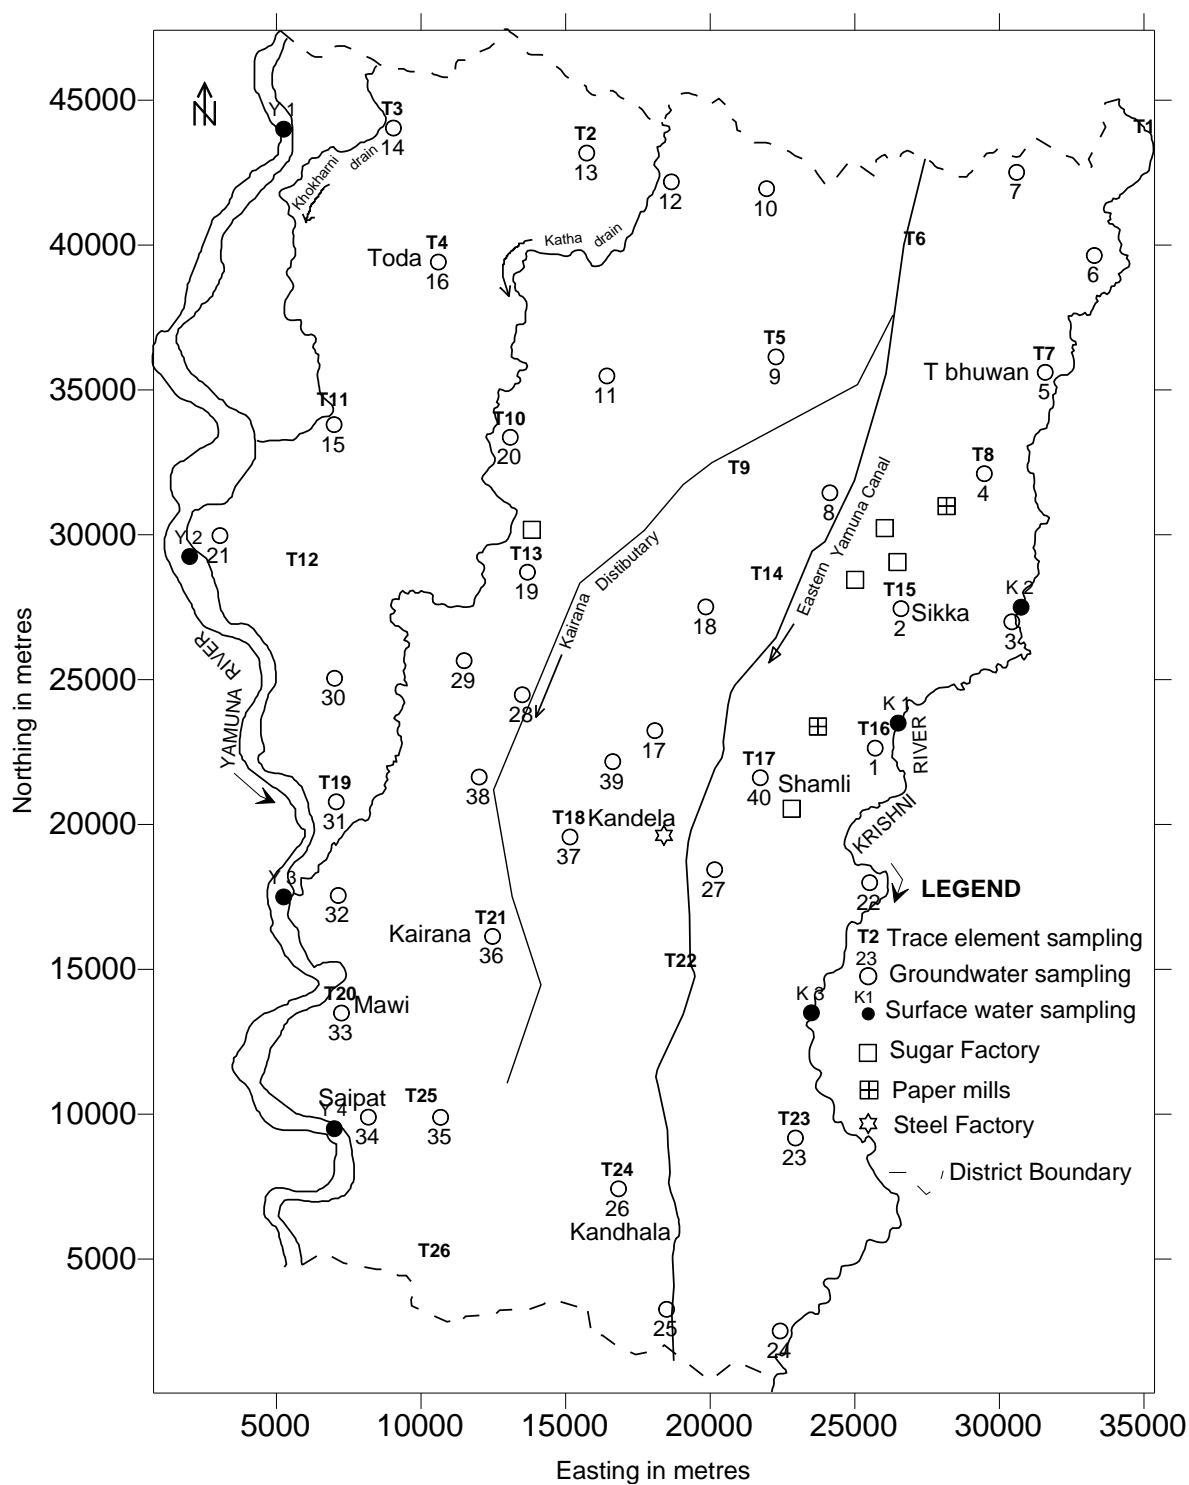 45000
40000
35000
30000
25000
20000
15000
10000
5000
Northing in metres
N
Y 1
T3
14
Khokharni drain
T2
13
12
10
7
T1
T4
Toda
16
Katha drain
T6
6
T5
9
11
T7
T bhuwan
5
T11
15
T10
20
T9
T8
4
8
Eastern Yamuna Canal
Y 2
21
T12
T13
19
Kairana Distibutary
T14
T15
2
Sikka
K 2
3
18
YAMUNA RIVER
30
29
28
17
K 1
T16
1
KRISHNI RIVER
39
38
T17
40
Shamli
T19
31
T18
Kandela
37
Y 3
32
27
22
T21
Kairana
36
T22
T20
Mawi
33
K 3
Saipat
Y 4
34
T25
35
T23
23
T24
26
Kandhala
T26
25
24
LEGEND
T2 Trace element sampling
23
Groundwater sampling
K1
Surface water sampling
Sugar Factory
Paper mills
Steel Factory
District Boundary
5000 10000 15000 20000 25000 30000 35000
Easting in metres